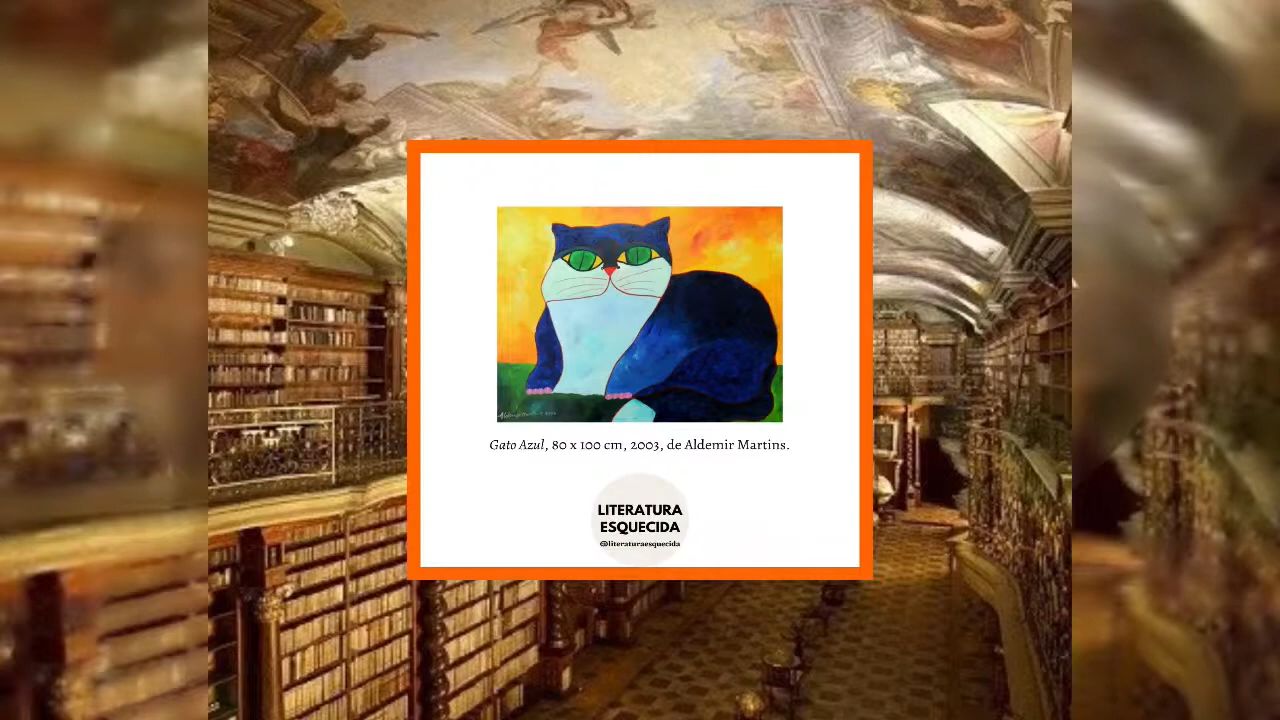 Gato Azul, 80 x 100 cm, 2003, de Aldemir Martins.
LITERATURA
ESQUECIDA
@literaturaesquecida